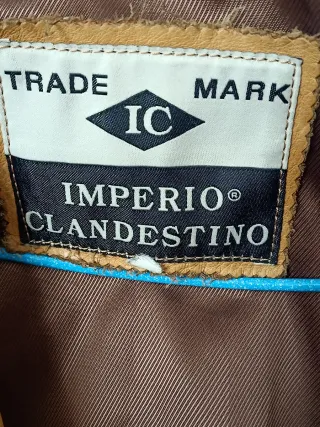 TRADE MARK
IC
IMPERIO®
CLANDESTINO